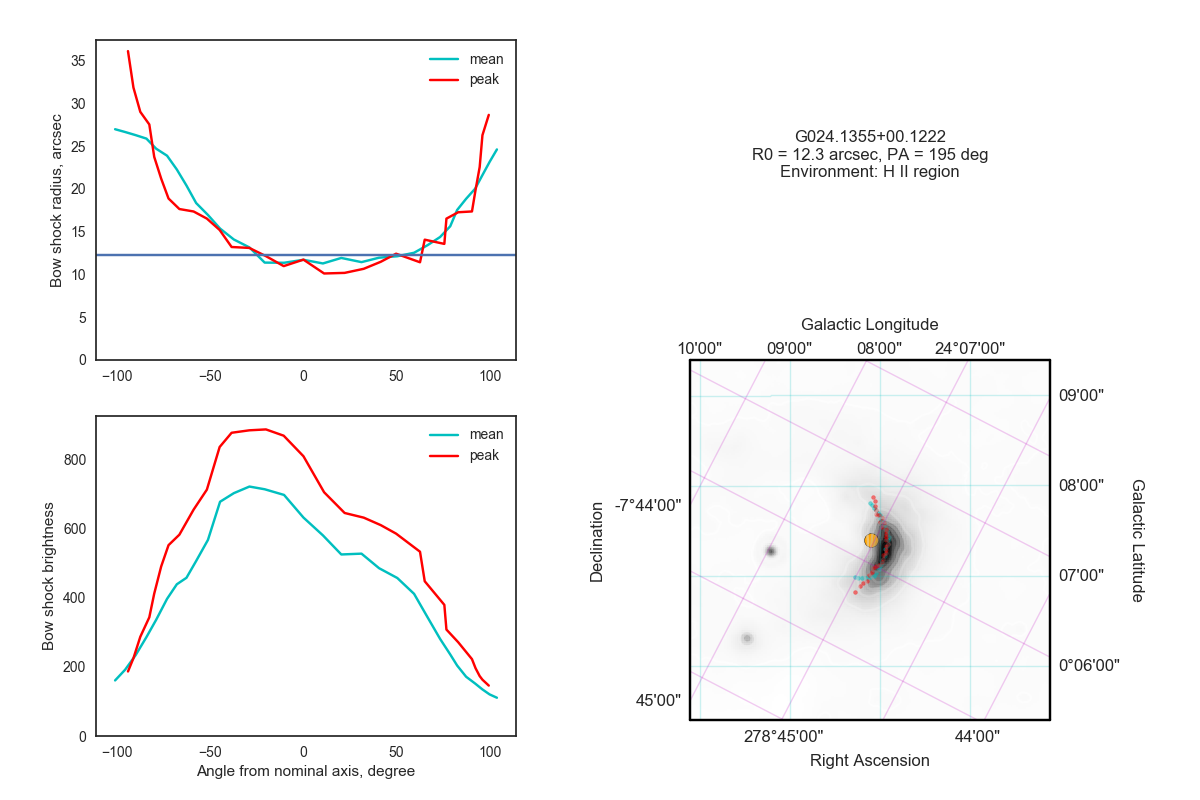 35
30
25
20
15
10
5
0
Bow shock radius, arcsec
mean
peak
−100
−50
0
50
100
800
600
400
200
0
Bow shock brightness
mean
peak
−100
−50
0
50
100
Angle from nominal axis, degree
G024.1355+00.1222
R0 = 12.3 arcsec, PA = 195 deg
Environment: H II region
Galactic Longitude
10'00" 09'00" 08'00" 24°07'00"
09'00"
08'00"
07'00"
0°06'00"
Galactic Latitude
-7°44'00"
45'00"
Declination
278°45'00" 44'00"
Right Ascension